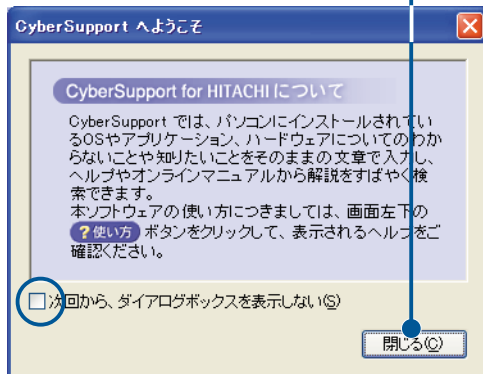 CyberSupport へようこそ
CyberSupport for HITACHIについて
CyberSupport では、パソコンにインストールされてい
るOSやアプリケーション、ハードウェアについてのわか
らないことや知りたいことをそのままの文章で入力し、
ヘルプやオンラインマニュアルから解説をすばやく検
索できます。
本ソフトウェアの使い方につきましては、画面左下の
?使い方 ボタンをクリックして、表示されるヘルプをご
確認ください。
次回から、ダイアログボックスを表示しない(S)
閉じる(C)